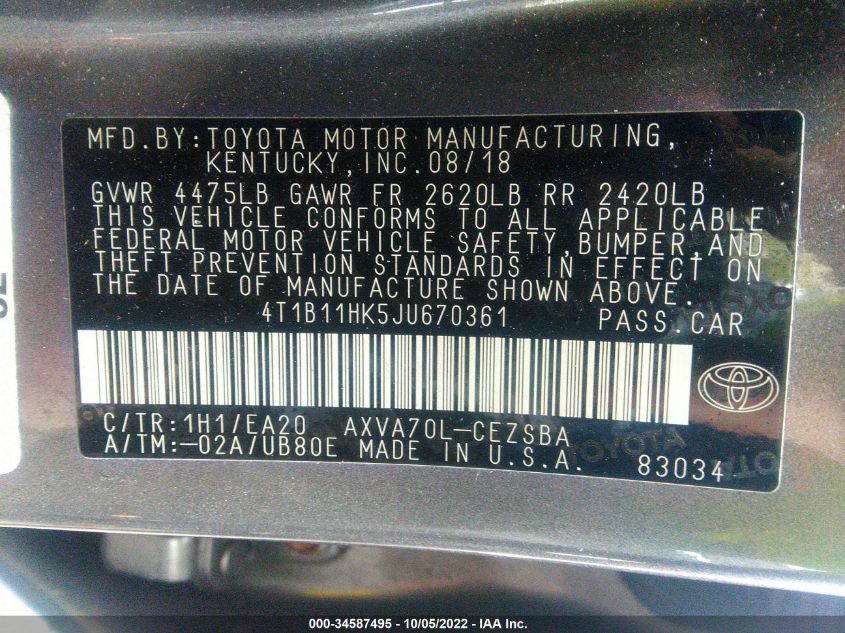 MFD.BY:TOYOTA MOTOR MANUFACTURING,
KENTUCKY,INC.08/18
GVWR 4475LB GAWR FR 2620LB RR 2420LB
THIS VEHICLE CONFORMS TO ALL APPLICABLE
FEDERAL MOTOR VEHICLE SAFETY,BUMPER,AND
THEFT PREVENTION STANDARDS IN EFFECT ON
THE DATE OF MANUFACTURE SHOWN ABOVE.
4T1B11HK5JU670361 PASS.CAR
C/TR:1H1/EA20 AXVA70L-CEZSBA
A/TM:-02A/UB80E MADE IN U.S.A. 83034
TOYOTA
000-34587495 - 10/05/2022 - IAA Inc.